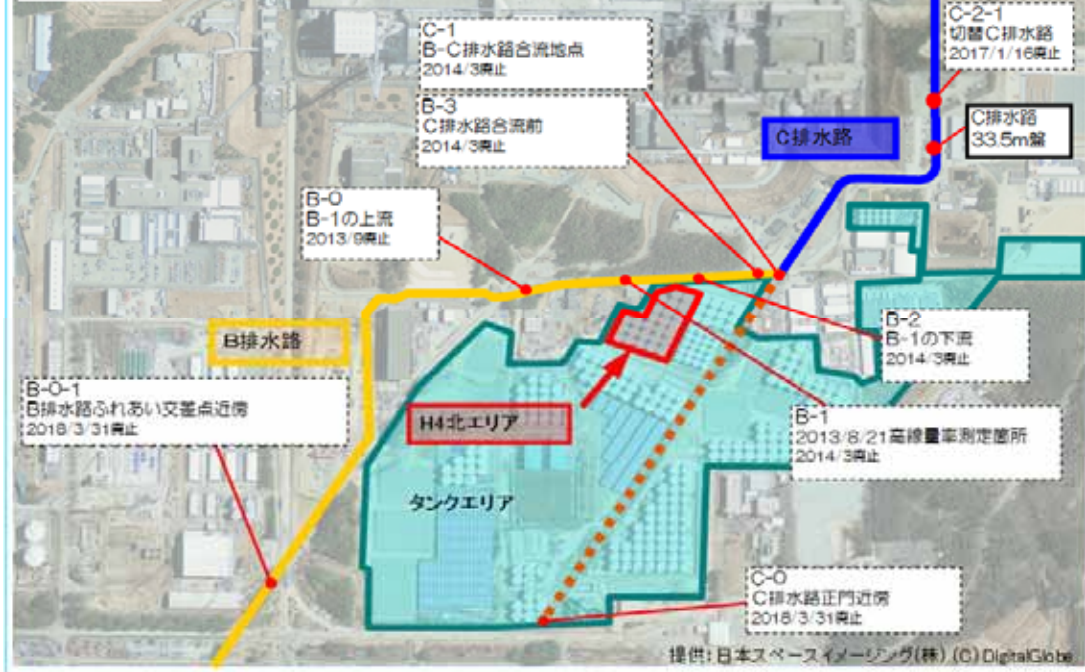 C-2-1
切替C排水路
2017/1/16廃止
C-1
B-C排水路合流地点
2014/3廃止
B-3
C排水路合流前
2014/3廃止
C排水路
C排水路
33.5m盤
B-0
B-1の上流
2013/9廃止
B排水路
B-2
B-1の下流
2014/3廃止
B-0-1
B排水路ふれあい交差点近傍
2018/3/31廃止
H4北エリア
B-1
2013/8/21高線量率測定箇所
2014/3廃止
タンクエリア
C-0
C排水路正門近傍
2018/3/31廃止
提供:日本スペースイメージング(株)、(C)DigitalGlobe